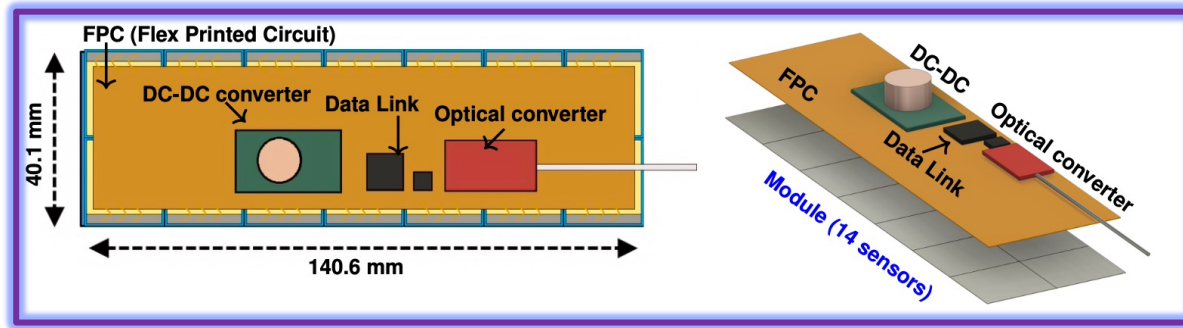 FPC (Flex Printed Circuit)
DC-DC converter
Data Link
Optical converter
40.1 mm
140.6 mm
DC-DC
FPC
Optical converter
Data Link
Module (14 sensors)